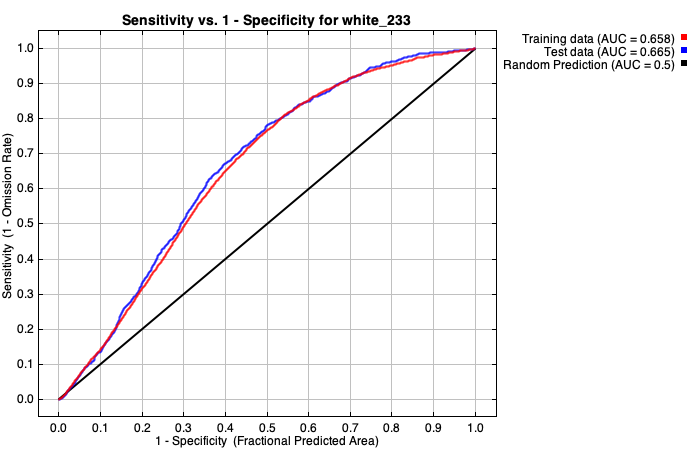 Sensitivity vs. 1 - Specificity for white_233
Training data (AUC = 0.658)
Test data (AUC = 0.665)
Random Prediction (AUC = 0.5)
Sensitivity (1 - Omission Rate)
1.0
0.9
0.8
0.7
0.6
0.5
0.4
0.3
0.2
0.1
0.0
0.0 0.1 0.2 0.3 0.4 0.5 0.6 0.7 0.8 0.9 1.0
1 - Specificity (Fractional Predicted Area)